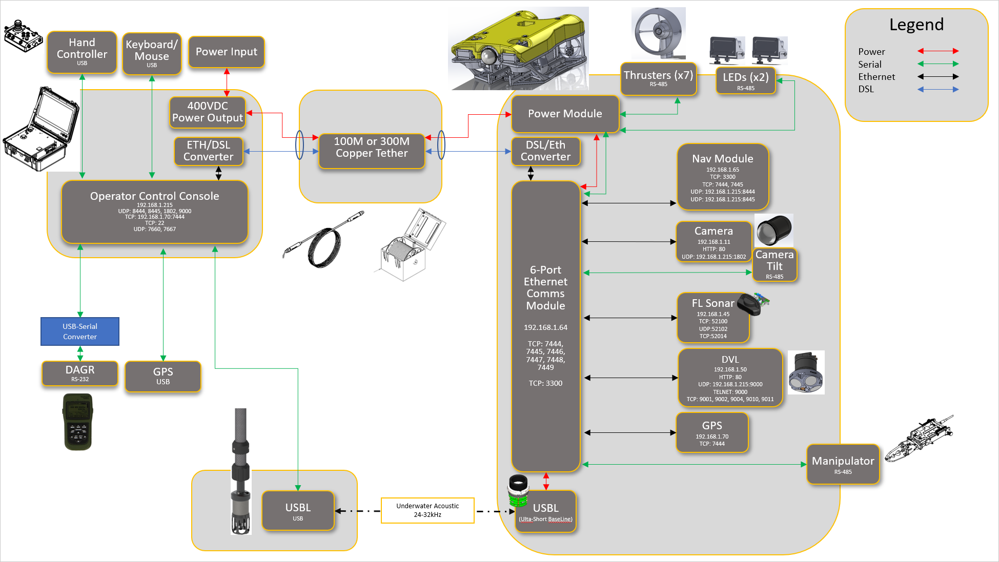 Hand
Controller
USB
Keyboard/
Mouse
USB
Power Input
400VDC
Power Output
ETH/DSL
Converter
Operator Control Console
192.168.1.215
UDP: 8444, 8445, 1802, 9000
TCP: 192.168.1.70:7444
TCP: 22
UDP: 7660, 7667
USB-Serial
Converter
DAGR
RS-232
GPS
USB
100M or 300M
Copper Tether
USBL
USB
Underwater Acoustic
24-32kHz
Thrusters (x7)
RS-485
LEDs (x2)
RS-485
Power Module
DSL/Eth
Converter
6-Port
Ethernet
Comms
Module
192.168.1.64
TCP: 7444,
7445, 7446,
7447, 7448,
7449
TCP: 3300
Nav Module
192.168.1.65
TCP: 3300
TCP: 7444, 7445
UDP: 192.168.1.215:8444
UDP: 192.168.1.215:8445
Camera
192.168.1.11
HTTP: 80
UDP: 192.168.1.215:1802
Camera
Tilt
RS-485
FL Sonar
192.168.1.45
TCP: 52100
UDP:52102
TCP:52014
DVL
192.168.1.50
HTTP: 80
UDP: 192.168.1.215:9000
TELNET: 9000
TCP: 9001, 9002, 9004, 9010, 9011
GPS
192.168.1.70
TCP: 7444
Manipulator
RS-485
USBL
(Ulta-Short BaseLine)
Legend
Power
Serial
Ethernet
DSL